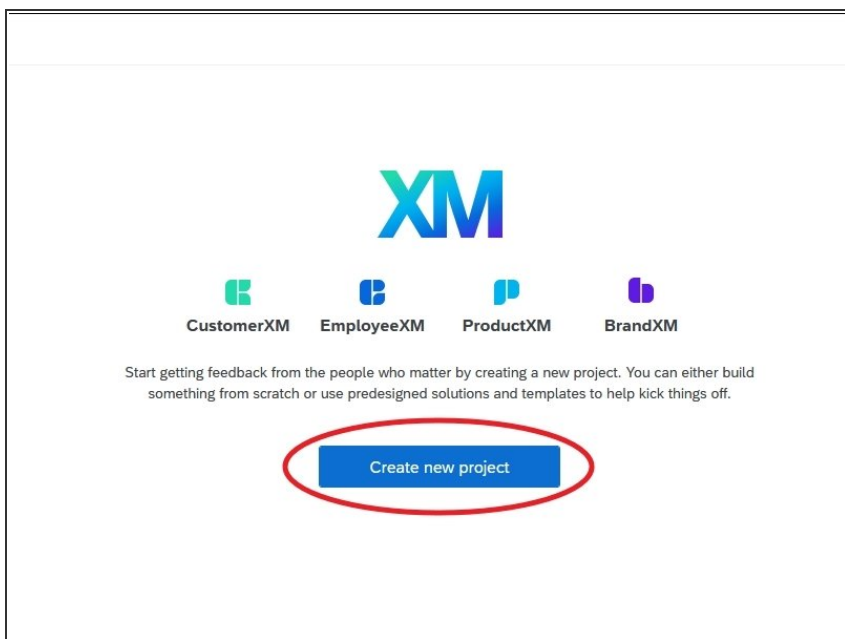 XM
CustomerXM EmployeeXM ProductXM BrandXM
Start getting feedback from the people who matter by creating a new project. You can either build
something from scratch or use predesigned solutions and templates to help kick things off.
Create new project